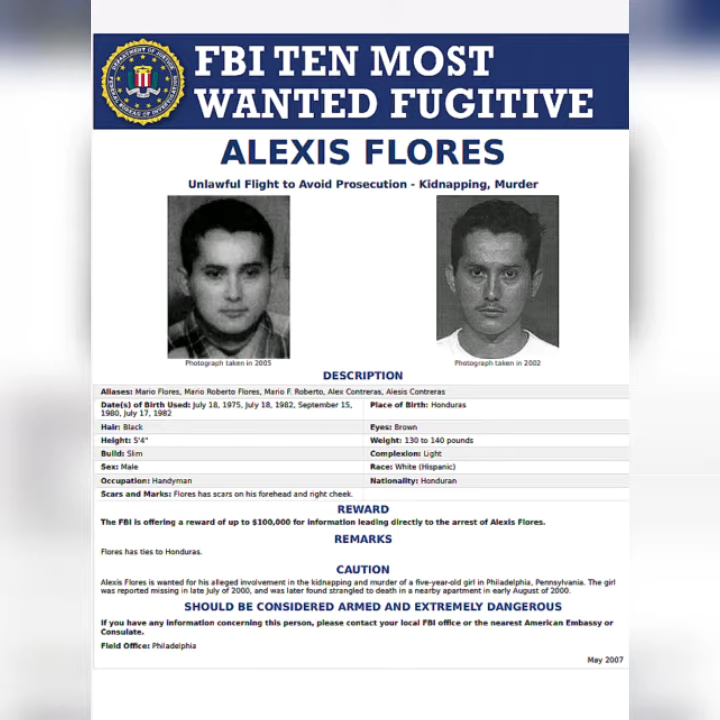 FBI TEN MOST
WANTED FUGITIVE
ALEXIS FLORES
Unlawful Flight to Avoid Prosecution - Kidnapping, Murder
Photograph taken in 2005
Photograph taken in 2002
DESCRIPTION
Aliases: Mario Flores, Mario Roberto Flores, Mario F. Roberto, Alex Contreras, Alesis Contreras
Date(s) of Birth Used: July 18, 1975, July 18, 1982, September 15,
1980, July 17, 1982
Place of Birth: Honduras
Hair: Black
Eyes: Brown
Height: 5'4"
Weight: 130 to 140 pounds
Build: Slim
Complexion: Light
Sex: Male
Race: White (Hispanic)
Occupation: Handyman
Nationality: Honduran
Scars and Marks: Flores has scars on his forehead and right cheek.
REWARD
The FBI is offering a reward of up to $100,000 for information leading directly to the arrest of Alexis Flores.
REMARKS
Flores has ties to Honduras.
CAUTION
Alexis Flores is wanted for his alleged involvement in the kidnapping and murder of a five-year-old girl in Philadelphia, Pennsylvania. The girl
was reported missing in late July of 2000, and was later found strangled to death in a nearby apartment in early August of 2000.
SHOULD BE CONSIDERED ARMED AND EXTREMELY DANGEROUS
If you have any information concerning this person, please contact your local FBI office or the nearest American Embassy or
Consulate.
Field Office: Philadelphia
May 2007